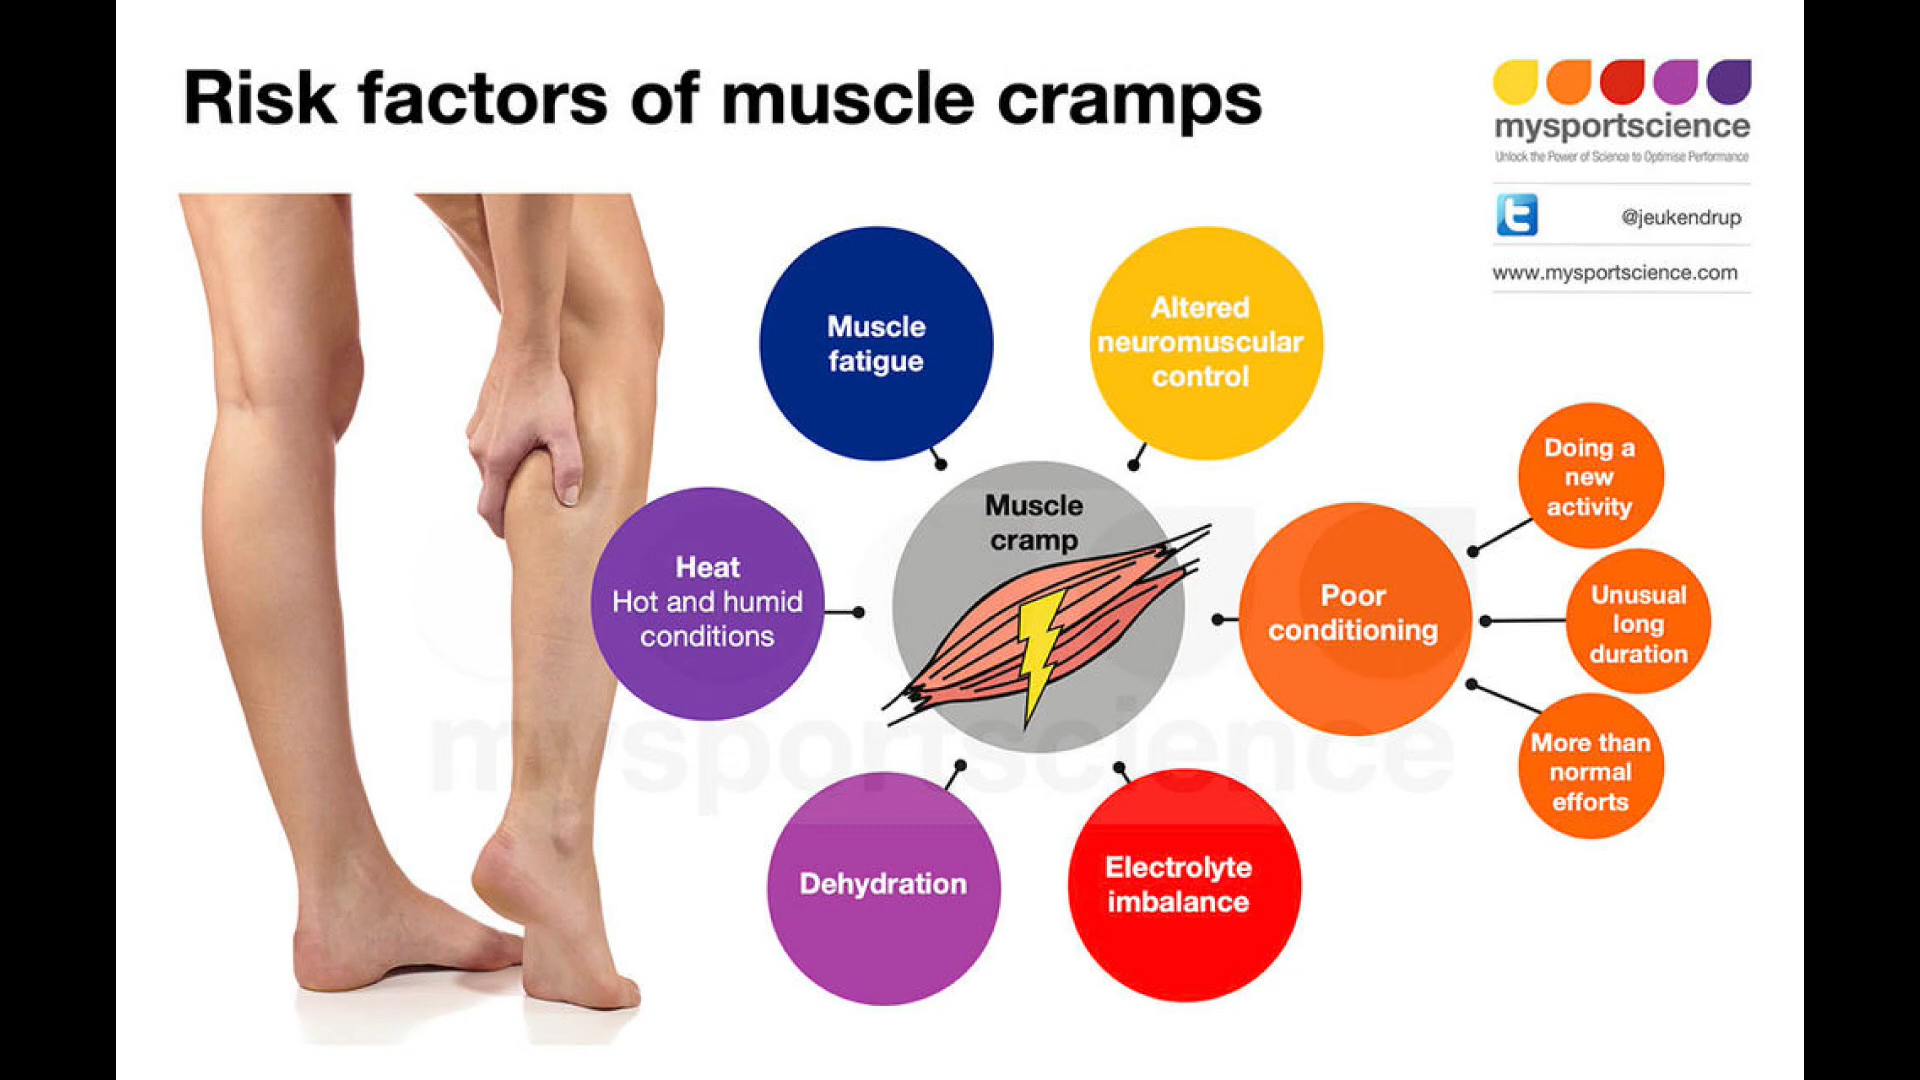 Risk factors of muscle cramps
mysportscience
Unlock the Power of Science to Optimise Performance
@jeukendrup
www.mysportscience.com
Muscle
fatigue
Altered
neuromuscular
control
Doing a
new
activity
Muscle
cramp
Heat
Hot and humid
conditions
Poor
conditioning
Unusual
long
duration
More than
normal
efforts
Dehydration
Electrolyte
imbalance
mysportscience